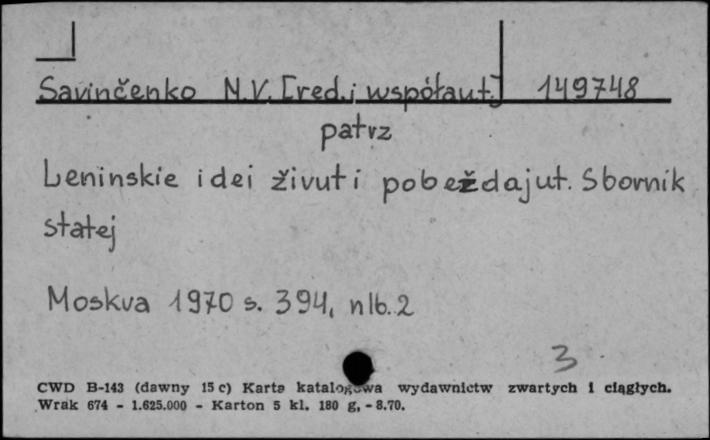 Savinčenko N.V. [red. i współaut.] 149748
patrz
Leninskie idei živut i pobeždajut. Sbornik
statej
Moskva 1970 s. 394, nlb. 2
3
CWD B-143 (dawny 15 c) Karta katalogowa wydawnictw zwartych i ciągłych.
Wrak 674 - 1.625.000 - Karton 5 kl. 180 g, - 8.70.